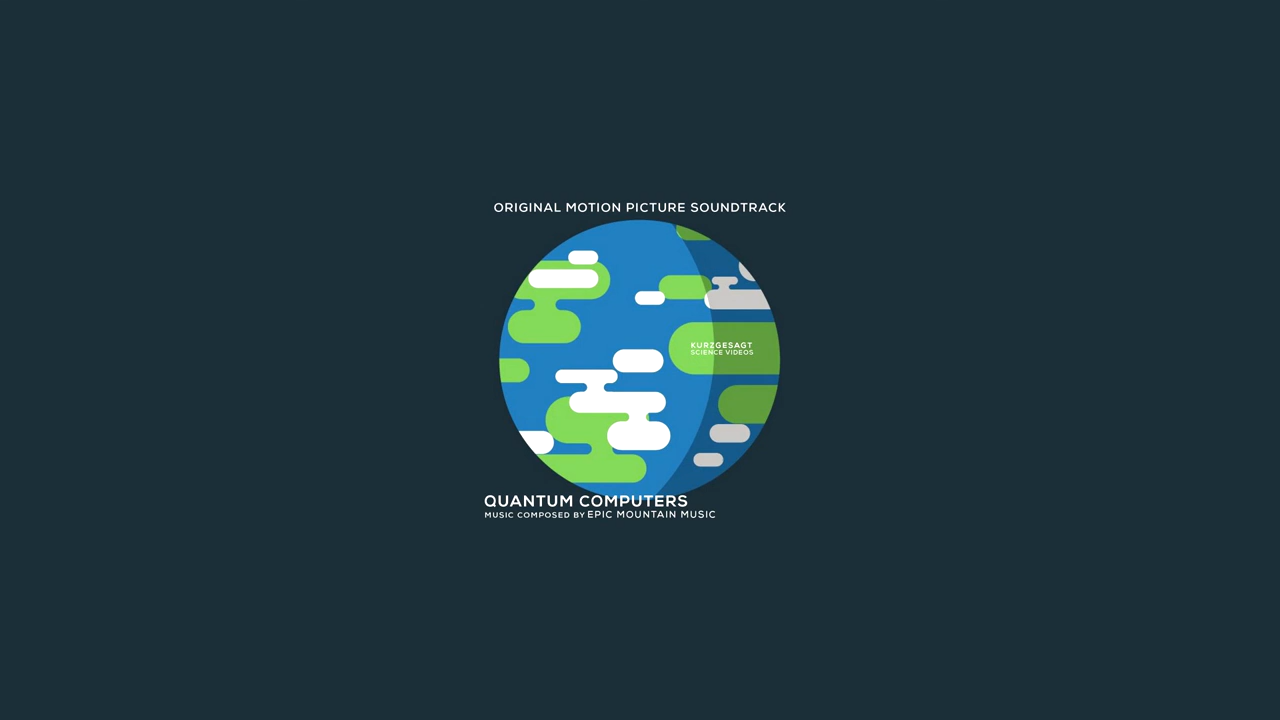 ORIGINAL MOTION PICTURE SOUNDTRACK
KURZGESAGT
SCIENCE VIDEOS
QUANTUM COMPUTERS
MUSIC COMPOSED BY EPIC MOUNTAIN MUSIC